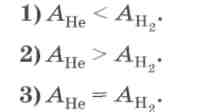 1) A_He < A_H₂.
2) A_He > A_H₂.
3) A_He = A_H₂.